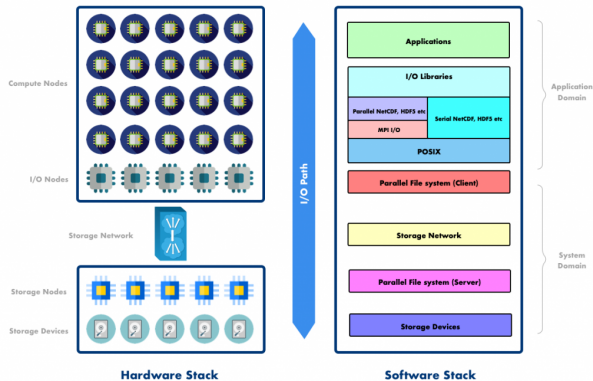 Compute Nodes
I/O Nodes
Storage Network
Storage Nodes
Storage Devices
Hardware Stack
I/O Path
Applications
I/O Libraries
Parallel NetCDF, HDF5 etc
MPI I/O
Serial NetCDF, HDF5 etc
POSIX
Parallel File system (Client)
Storage Network
Parallel File system (Server)
Storage Devices
Software Stack
Application
Domain
System
Domain